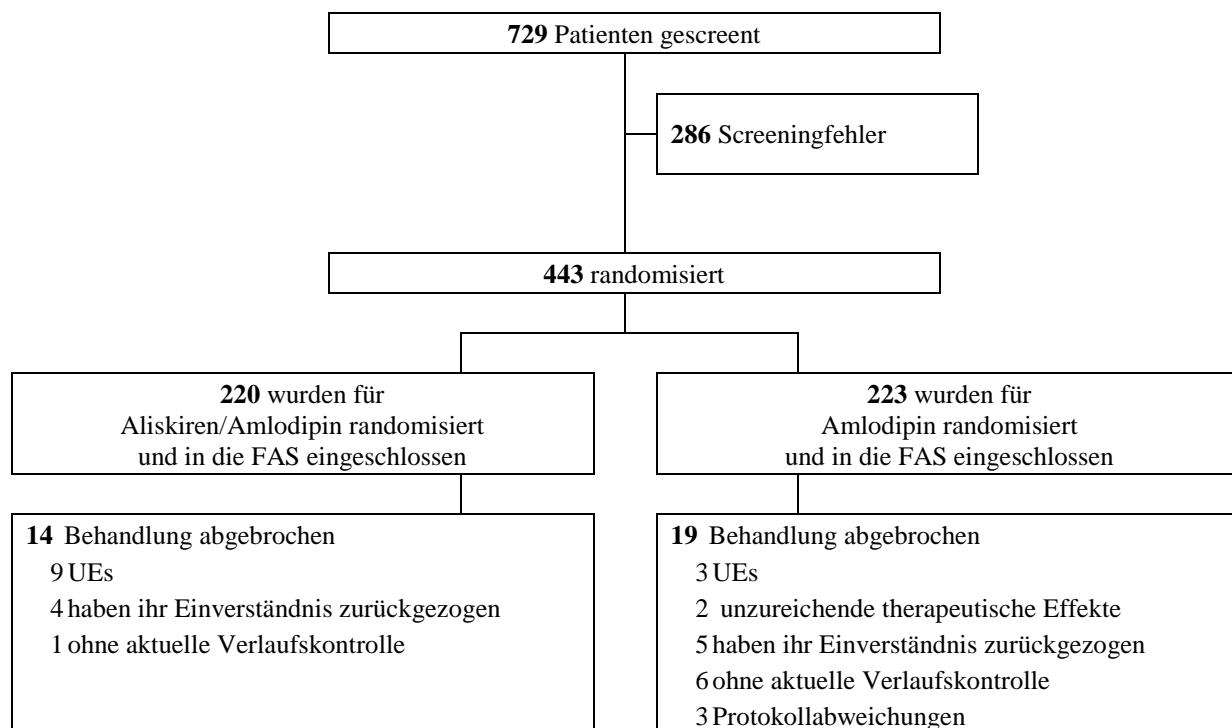 729 Patienten gescreent
286 Screeningfehler
443 randomisiert
220 wurden für
Aliskiren/Amlodipin randomisiert
und in die FAS eingeschlossen
223 wurden für
Amlodipin randomisiert
und in die FAS eingeschlossen
14 Behandlung abgebrochen
9 UEs
4 haben ihr Einverständnis zurückgezogen
1 ohne aktuelle Verlaufskontrolle
19 Behandlung abgebrochen
3 UEs
2 unzureichende therapeutische Effekte
5 haben ihr Einverständnis zurückgezogen
6 ohne aktuelle Verlaufskontrolle
3 Protokollabweichungen